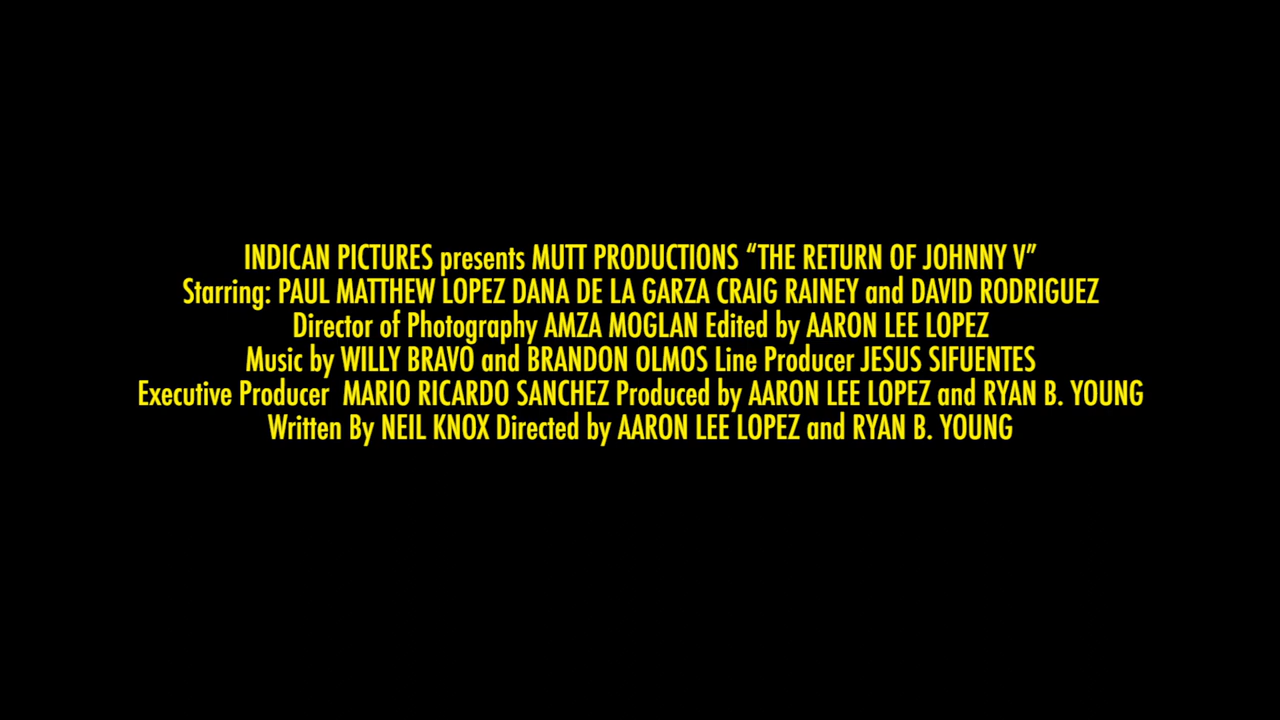 INDICAN PICTURES presents MUTT PRODUCTIONS “THE RETURN OF JOHNNY V”
Starring: PAUL MATTHEW LOPEZ DANA DE LA GARZA CRAIG RAINEY and DAVID RODRIGUEZ
Director of Photography AMZA MOGLAN Edited by AARON LEE LOPEZ
Music by WILLY BRAVO and BRANDON OLMOS Line Producer JESUS SIFUENTES
Executive Producer  MARIO RICARDO SANCHEZ Produced by AARON LEE LOPEZ and RYAN B. YOUNG
Written By NEIL KNOX Directed by AARON LEE LOPEZ and RYAN B. YOUNG